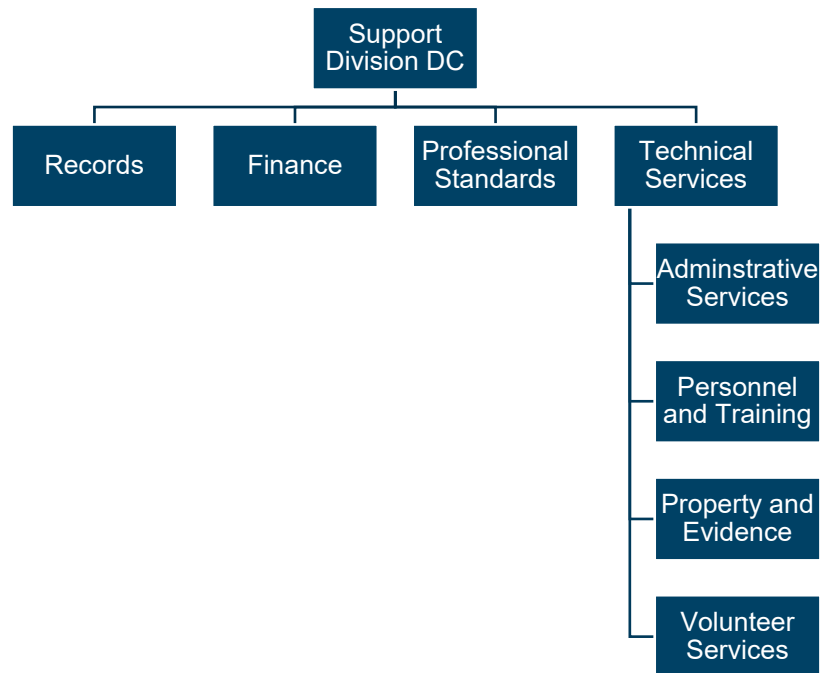 Support
Division DC
Records
Finance
Professional
Standards
Technical
Services
Adminstrative
Services
Personnel
and Training
Property and
Evidence
Volunteer
Services